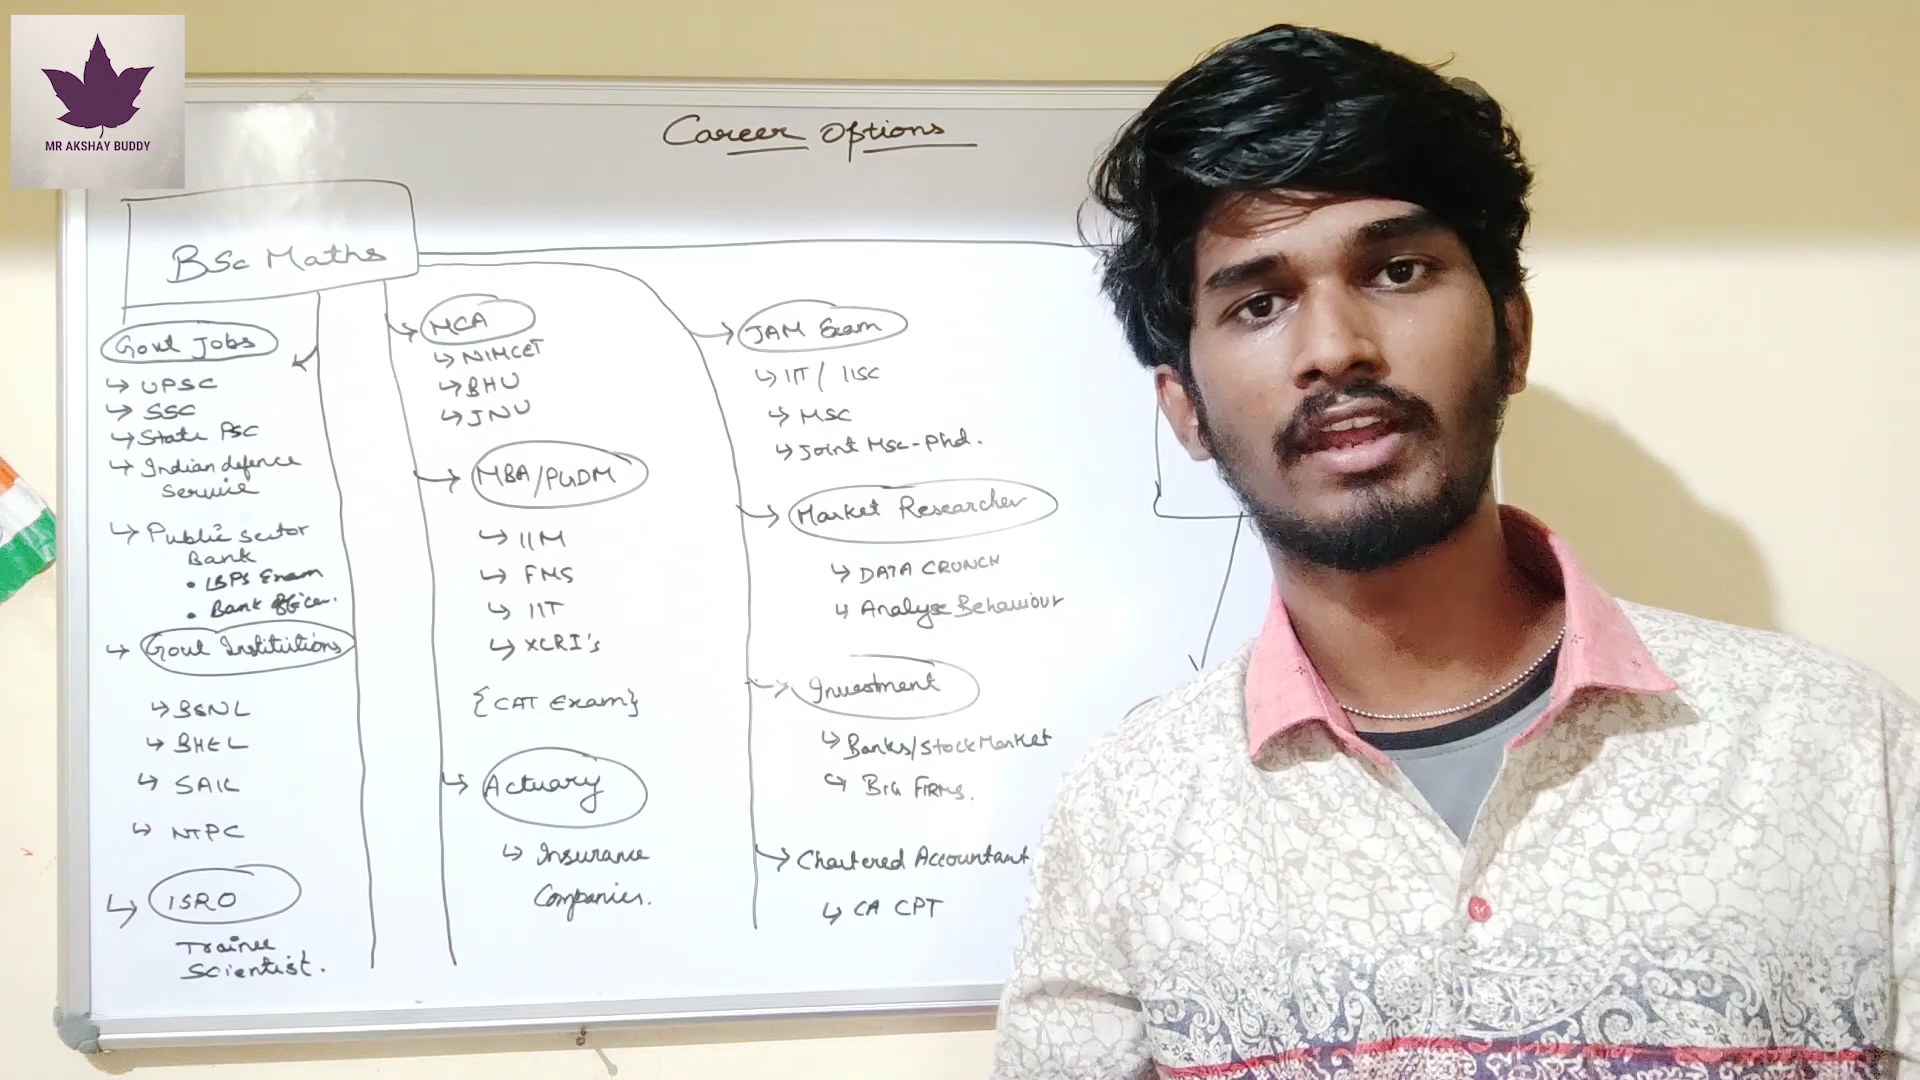 MR AKSHAY BUDDY
Career options
BSc Maths
Govt Jobs
UPSC
SSC
State PSC
Indian defence
Service
Public sector
Bank
IBPS Exam
Bank officer.
Govt Institutions
BSNL
BHEL
SAIL
NTPC
ISRO
Trainee
Scientist.
MCA
NIMCET
BHU
JNU
MBA/PGDM
IIM
FMS
IIT
XLRI's
{CAT Exam}
Actuary
Insurance
Companies.
JAM Exam
IIT / IISC
MSC
Joint Msc-Phd.
Market Researcher
DATA CRUNCH
Analyse Behaviour
Investment
Banks/Stock Market
BIG FIRMS.
Chartered Accountant
CA CPT